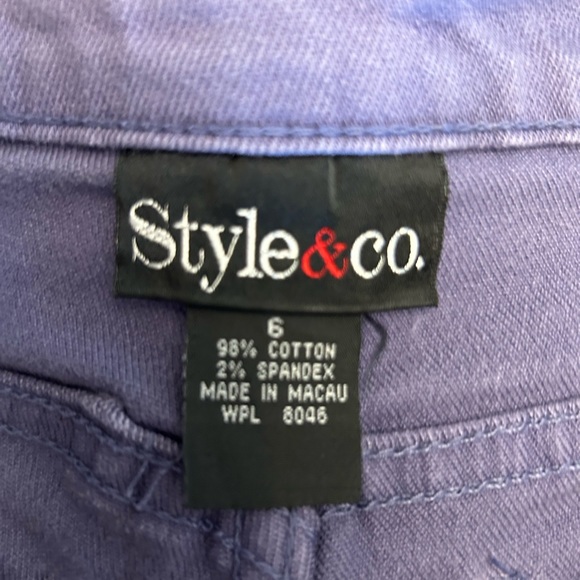 Style&co.
6
98% COTTON
2% SPANDEX
MADE IN MACAU
WPL 8046